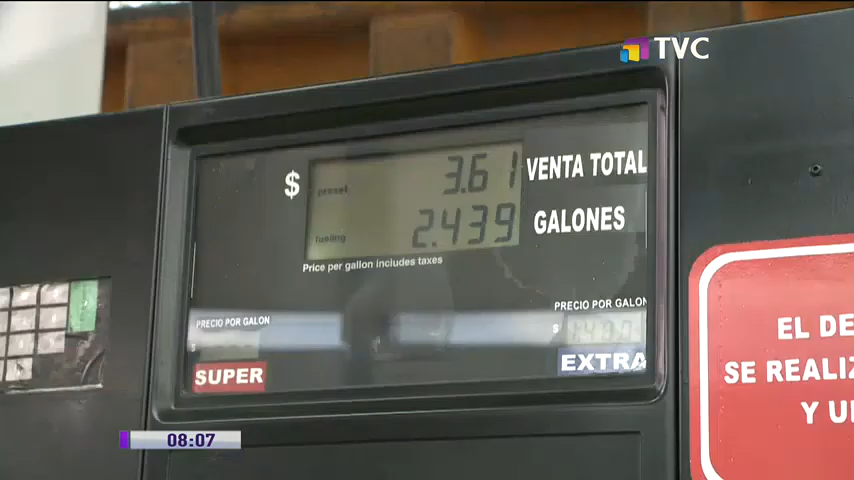 TVC
$ preset 3.61 VENTA TOTAL
fueling 2.439 GALONES
Price per gallon includes taxes
PRECIO POR GALON
SUPER
PRECIO POR GALON
$
EXTRA
EL DE
SE REALIZ
Y U
08:07